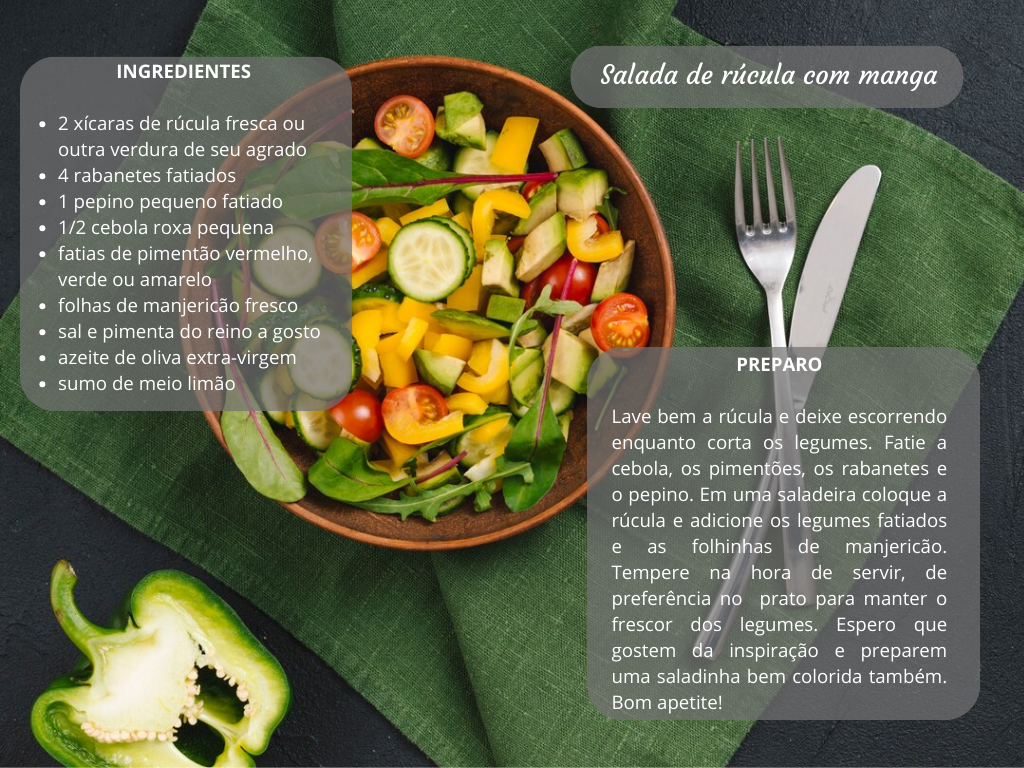 Salada de rúcula com manga
INGREDIENTES
• 2 xícaras de rúcula fresca ou
outra verdura de seu agrado
• 4 rabanetes fatiados
• 1 pepino pequeno fatiado
• 1/2 cebola roxa pequena
• fatias de pimentão vermelho,
verde ou amarelo
• folhas de manjericão fresco
• sal e pimenta do reino a gosto
• azeite de oliva extra-virgem
• sumo de meio limão
PREPARO
Lave bem a rúcula e deixe escorrendo
enquanto corta os legumes. Fatie a
cebola, os pimentões, os rabanetes e
o pepino. Em uma saladeira coloque a
rúcula e adicione os legumes fatiados
e as folhinhas de manjericão.
Tempere na hora de servir, de
preferência no prato para manter o
frescor dos legumes. Espero que
gostem da inspiração e preparem
uma saladinha bem colorida também.
Bom apetite!